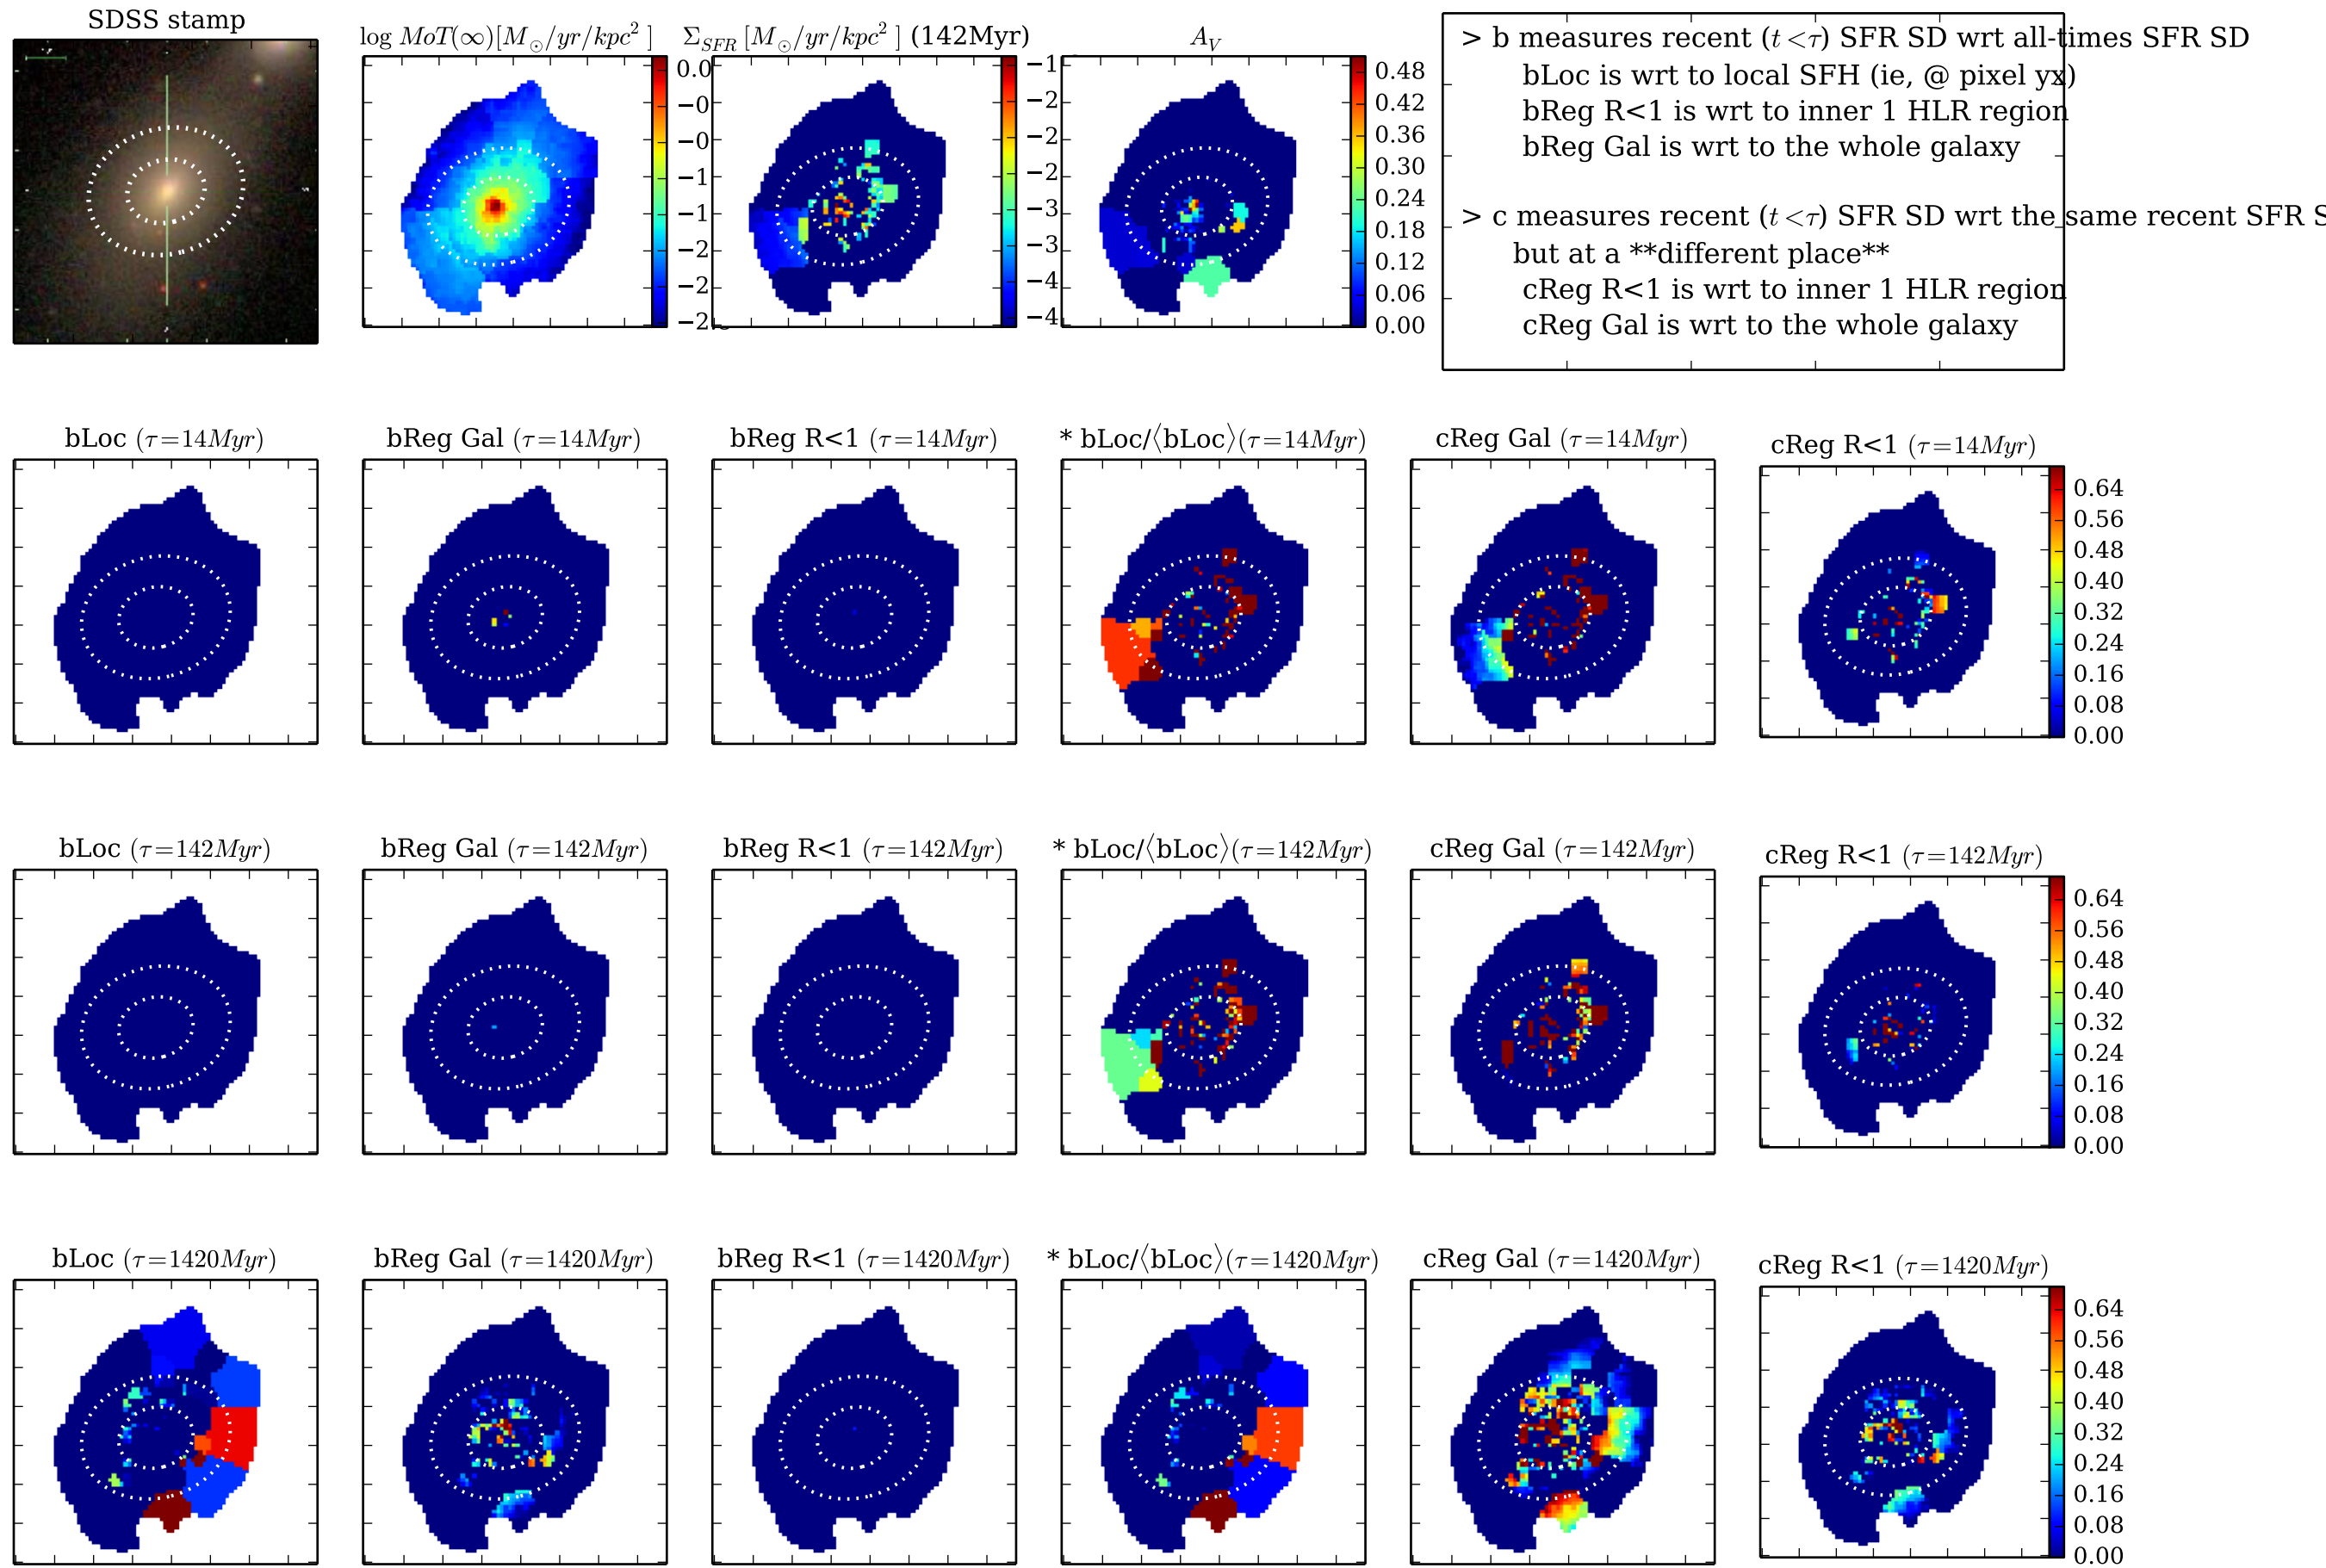 SDSS stamp
log MoT(∞)[M⊙/yr/kpc² ]
Σ_SFR [M⊙/yr/kpc² ] (142Myr)
A_V
0.0
−0
−0
−1
−1
−2
−2
−2
−1
−2
−2
−2
−3
−3
−4
−4
0.48
0.42
0.36
0.30
0.24
0.18
0.12
0.06
0.00
> b measures recent (t <τ) SFR SD wrt all-times SFR SD
bLoc is wrt to local SFH (ie, @ pixel yx)
bReg R<1 is wrt to inner 1 HLR region
bReg Gal is wrt to the whole galaxy
> c measures recent (t <τ) SFR SD wrt the same recent SFR S
but at a **different place**
cReg R<1 is wrt to inner 1 HLR region
cReg Gal is wrt to the whole galaxy
bLoc (τ=14Myr)
bReg Gal (τ=14Myr)
bReg R<1 (τ=14Myr)
* bLoc/⟨bLoc⟩(τ=14Myr)
cReg Gal (τ=14Myr)
cReg R<1 (τ=14Myr)
0.64
0.56
0.48
0.40
0.32
0.24
0.16
0.08
0.00
bLoc (τ=142Myr)
bReg Gal (τ=142Myr)
bReg R<1 (τ=142Myr)
* bLoc/⟨bLoc⟩(τ=142Myr)
cReg Gal (τ=142Myr)
cReg R<1 (τ=142Myr)
0.64
0.56
0.48
0.40
0.32
0.24
0.16
0.08
0.00
bLoc (τ=1420Myr)
bReg Gal (τ=1420Myr)
bReg R<1 (τ=1420Myr)
* bLoc/⟨bLoc⟩(τ=1420Myr)
cReg Gal (τ=1420Myr)
cReg R<1 (τ=1420Myr)
0.64
0.56
0.48
0.40
0.32
0.24
0.16
0.08
0.00